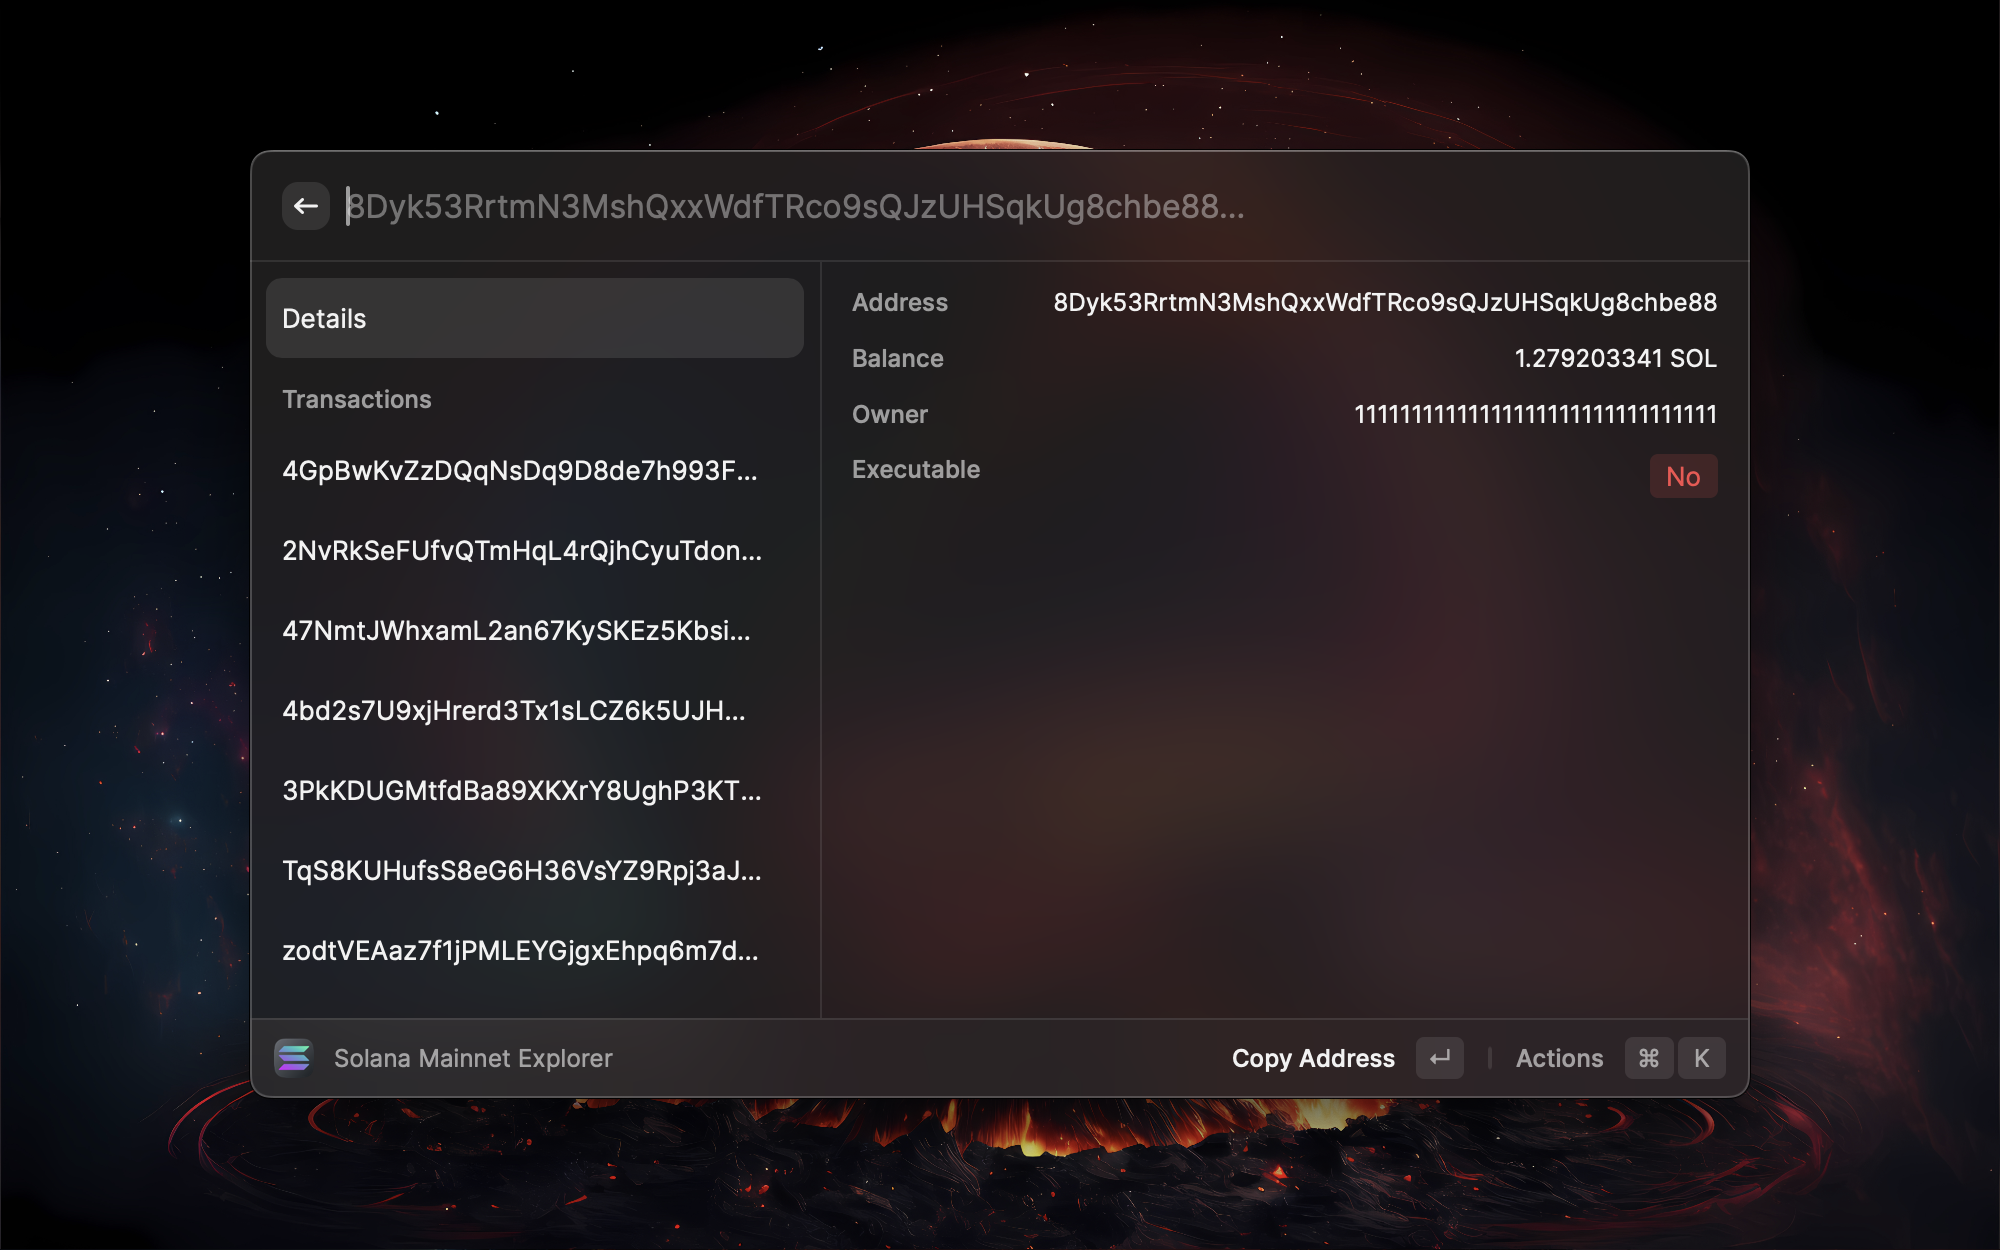 8Dyk53RrtmN3MshQxxWdfTRco9sQJzUHSqkUg8chbe88...
Details
Transactions
4GpBwKvZzDQqNsDq9D8de7h993F...
2NvRkSeFUfvQTmHqL4rQjhCyuTdon...
47NmtJWhxamL2an67KySKEz5Kbsi...
4bd2s7U9xjHrerd3Tx1sLCZ6k5UJH...
3PkKDUGMtfdBa89XKXrY8UghP3KT...
TqS8KUHufsS8eG6H36VsYZ9Rpj3aJ...
zodtVEAaz7f1jPMLEYGjgxEhpq6m7d...
Address 8Dyk53RrtmN3MshQxxWdfTRco9sQJzUHSqkUg8chbe88
Balance 1.279203341 SOL
Owner 11111111111111111111111111111111
Executable No
Solana Mainnet Explorer
Copy Address ↵ Actions ⌘ K